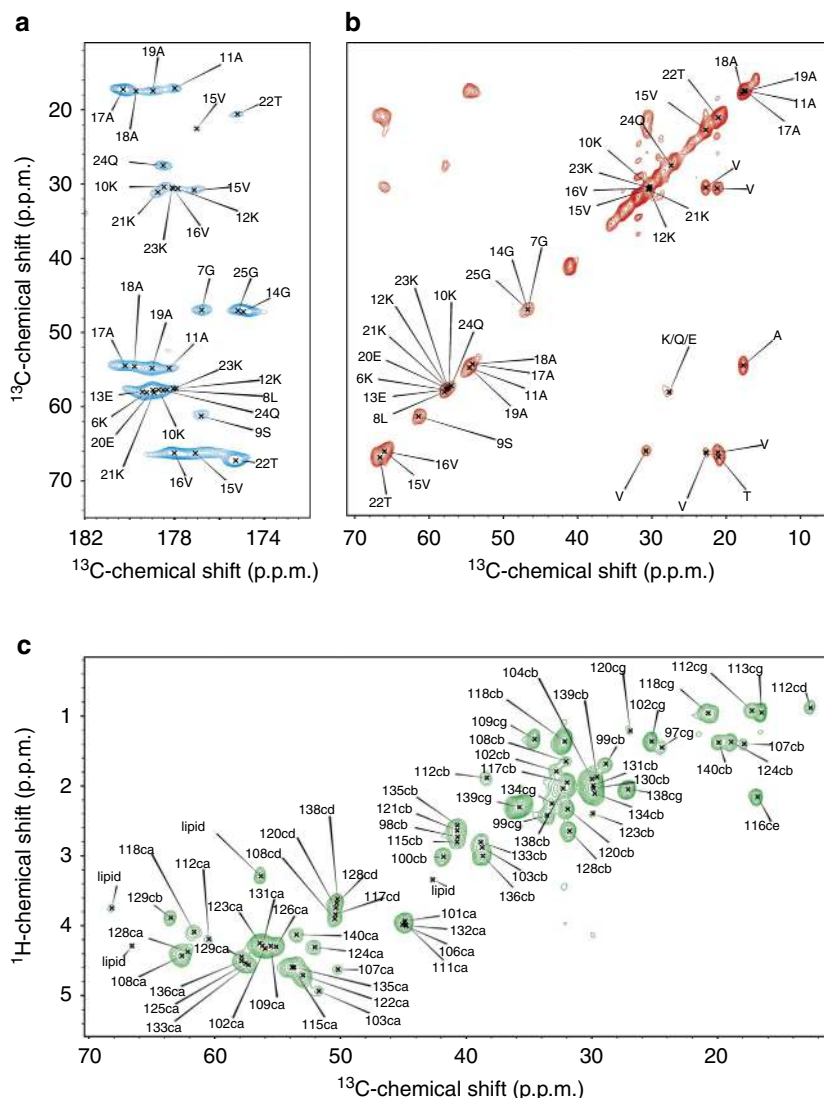 a
b
19A
11A
15V
22T
17A
18A
24Q
10K
15V
21K
12K
16V
23K
7G
25G
14G
18A
19A
17A
11A
23K
12K
8L
24Q
13E
6K
20E
10K
9S
21K
16V
15V
22T
20
30
40
50
60
70
182
178
174
13C-chemical shift (p.p.m.)
13C-chemical shift (p.p.m.)
18A
22T
19A
15V
11A
24Q
17A
10K
23K
16V
15V
V
V
21K
12K
7G
14G
25G
23K
10K
12K
21K
24Q
20E
6K
13E
8L
18A
17A
11A
19A
9S
16V
15V
22T
K/Q/E
A
V
V
V
T
70
60
50
40
30
20
10
13C-chemical shift (p.p.m.)
c
104cb
120cg
112cg
113cg
118cb
139cb
118cg
112cd
109cg
102cg
108cb
99cb
97cg
102cb
107cb
112cb
117cb
131cb
140cb
124cb
135cb
134cg
130cb
138cd
139cg
138cg
121cb
134cb
120cd
98cb
99cg
123cb
116ce
lipid
108cd
115cb
138cb
120cb
118ca
100cb
133cb
128cb
112ca
131ca
128cd
103cb
lipid
129cb
123ca
126ca
117cd
lipid
136cb
128ca
129ca
140ca
101ca
132ca
lipid
124ca
106ca
108ca
107ca
111ca
136ca
135ca
125ca
109ca
122ca
133ca
102ca
115ca
103ca
1
2
3
4
5
70
60
50
40
30
20
1H-chemical shift (p.p.m.)
13C-chemical shift (p.p.m.)